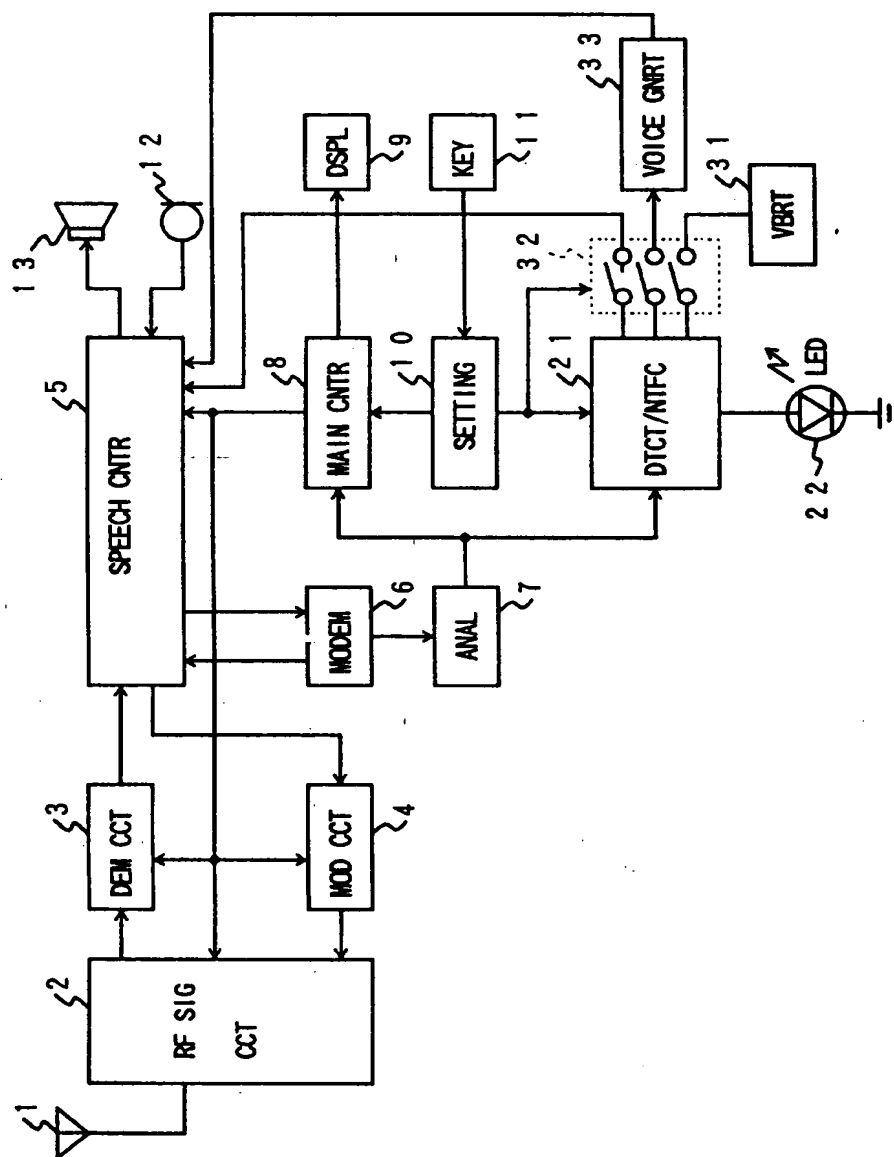 1
2
RF SIG
CCT
3
DEM CCT
4
MOD CCT
5
SPEECH CNTR
13
12
6
MODEM
7
ANAL
8
MAIN CNTR
DSPL
9
10
SETTING
KEY
11
21
DTCT/NTFC
32
VOICE GNRT
33
31
VBRT
LED
22